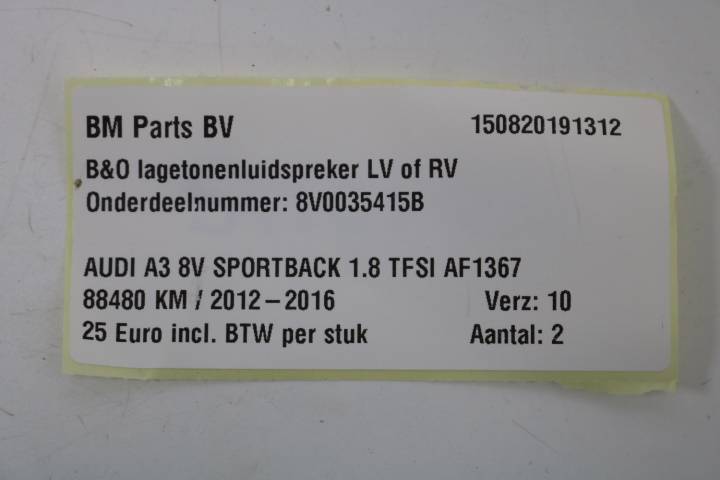 BM Parts BV 150820191312
B&O lagetonenluidspreker LV of RV
Onderdeelnummer: 8V0035415B
AUDI A3 8V SPORTBACK 1.8 TFSI AF1367
88480 KM / 2012 – 2016 Verz: 10
25 Euro incl. BTW per stuk Aantal: 2